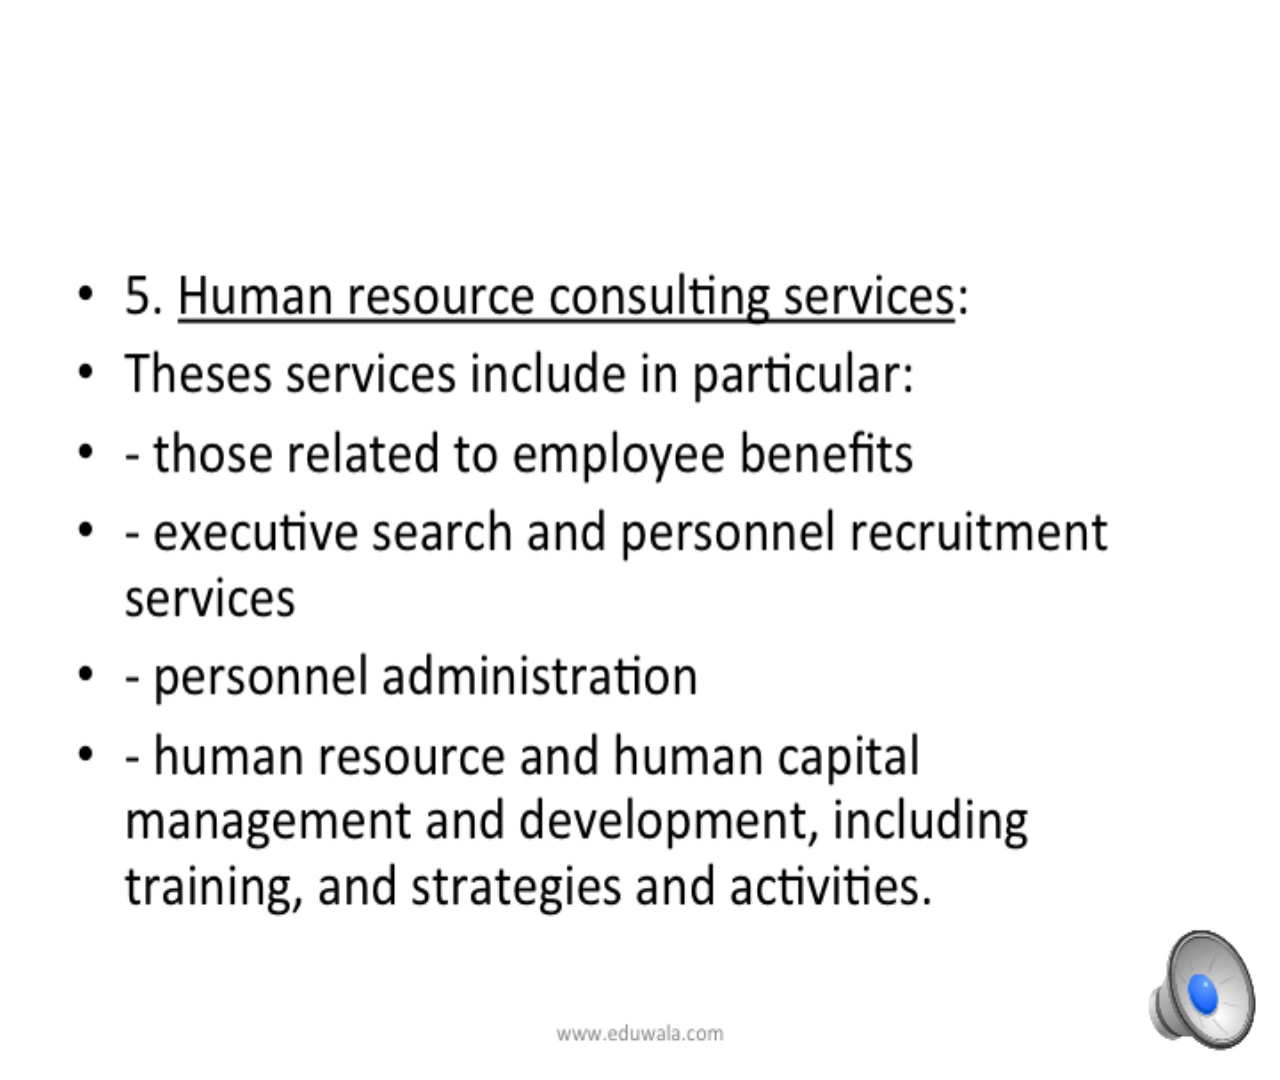 • 5. Human resource consulting services:
• Theses services include in particular:
• - those related to employee benefits
• - executive search and personnel recruitment
services
• - personnel administration
• - human resource and human capital
management and development, including
training, and strategies and activities.
www.eduwala.com